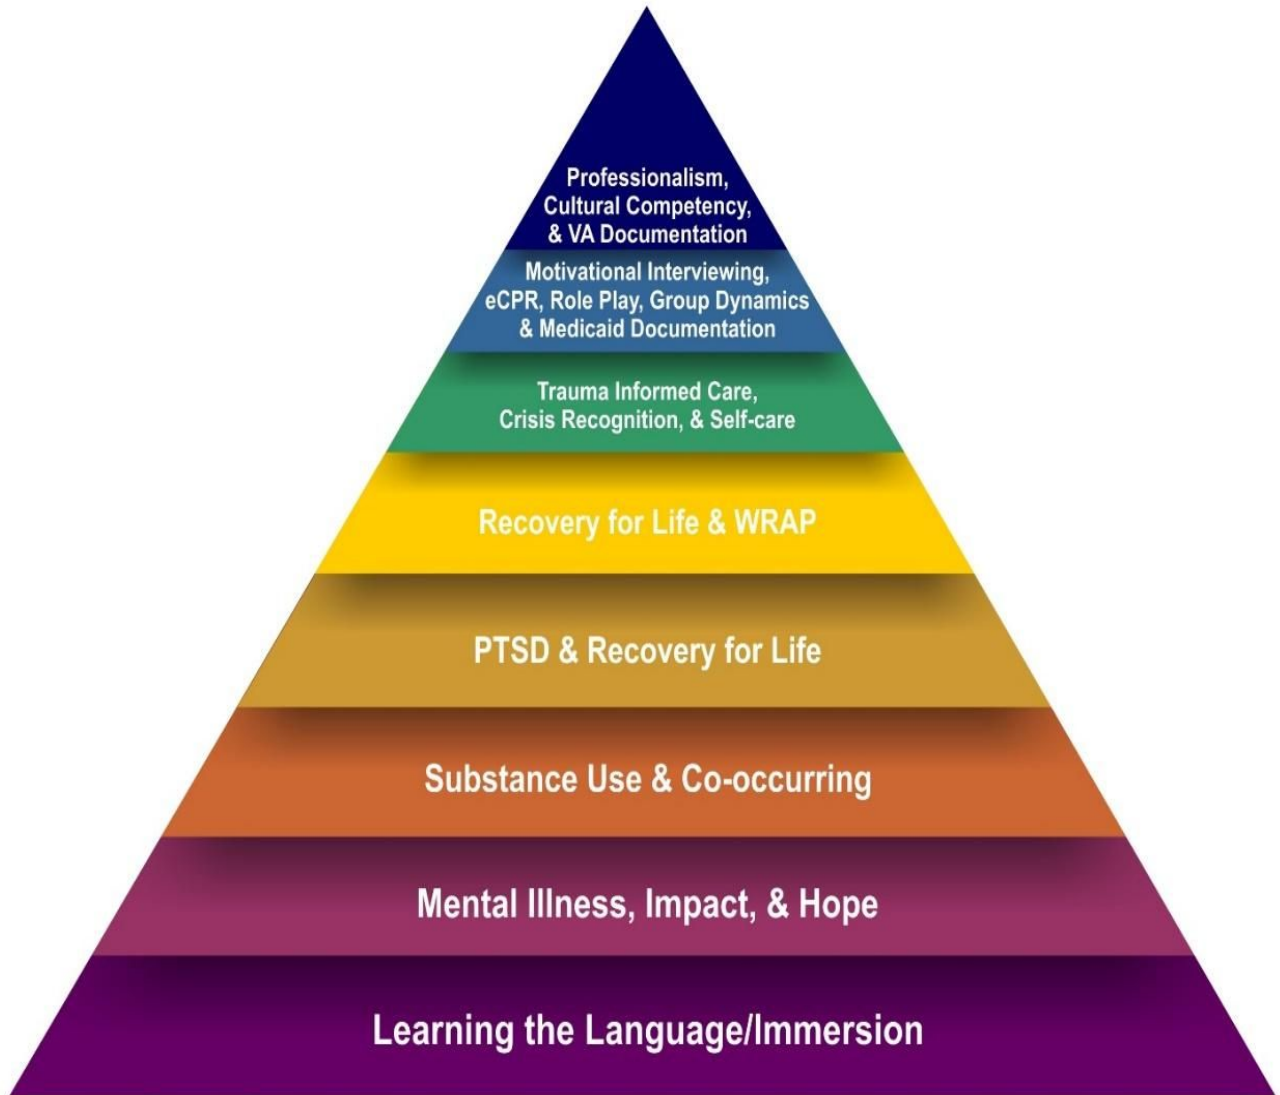 Professionalism,
Cultural Competency,
& VA Documentation
Motivational Interviewing,
eCPR, Role Play, Group Dynamics
& Medicaid Documentation
Trauma Informed Care,
Crisis Recognition, & Self-care
Recovery for Life & WRAP
PTSD & Recovery for Life
Substance Use & Co-occurring
Mental Illness, Impact, & Hope
Learning the Language/Immersion